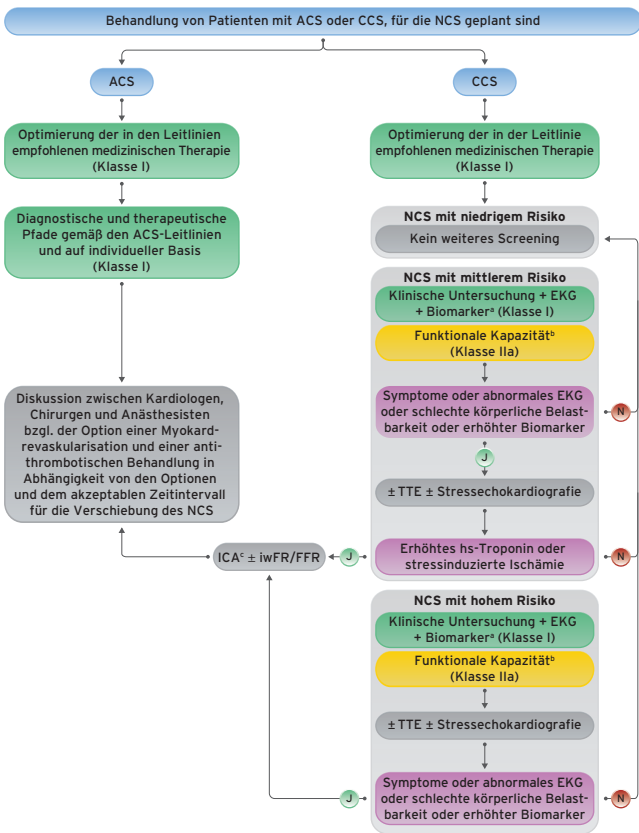 Behandlung von Patienten mit ACS oder CCS, für die NCS geplant sind
ACS
Optimierung der in den Leitlinien
empfohlenen medizinischen Therapie
(Klasse I)
Diagnostische und therapeutische
Pfade gemäß den ACS-Leitlinien
und auf individueller Basis
(Klasse I)
Diskussion zwischen Kardiologen,
Chirurgen und Anästhesisten
bzgl. der Option einer Myokard-
revaskularisation und einer anti-
thrombotischen Behandlung in
Abhängigkeit von den Optionen
und dem akzeptablen Zeitintervall
für die Verschiebung des NCS
CCS
Optimierung der in der Leitlinie
empfohlenen medizinischen Therapie
(Klasse I)
NCS mit niedrigem Risiko
Kein weiteres Screening
NCS mit mittlerem Risiko
Klinische Untersuchung + EKG
+ Biomarkerᵃ (Klasse I)
Funktionale Kapazitätᵇ
(Klasse IIa)
Symptome oder abnormales EKG
oder schlechte körperliche Belast-
barkeit oder erhöhter Biomarker
N
J
± TTE ± Stressechokardiografie
Erhöhtes hs-Troponin oder
stressinduzierte Ischämie
N
J
ICAᶜ ± iwFR/FFR
NCS mit hohem Risiko
Klinische Untersuchung + EKG
+ Biomarkerᵃ (Klasse I)
Funktionale Kapazitätᵇ
(Klasse IIa)
± TTE ± Stressechokardiografie
Symptome oder abnormales EKG
oder schlechte körperliche Belast-
barkeit oder erhöhter Biomarker
J
N